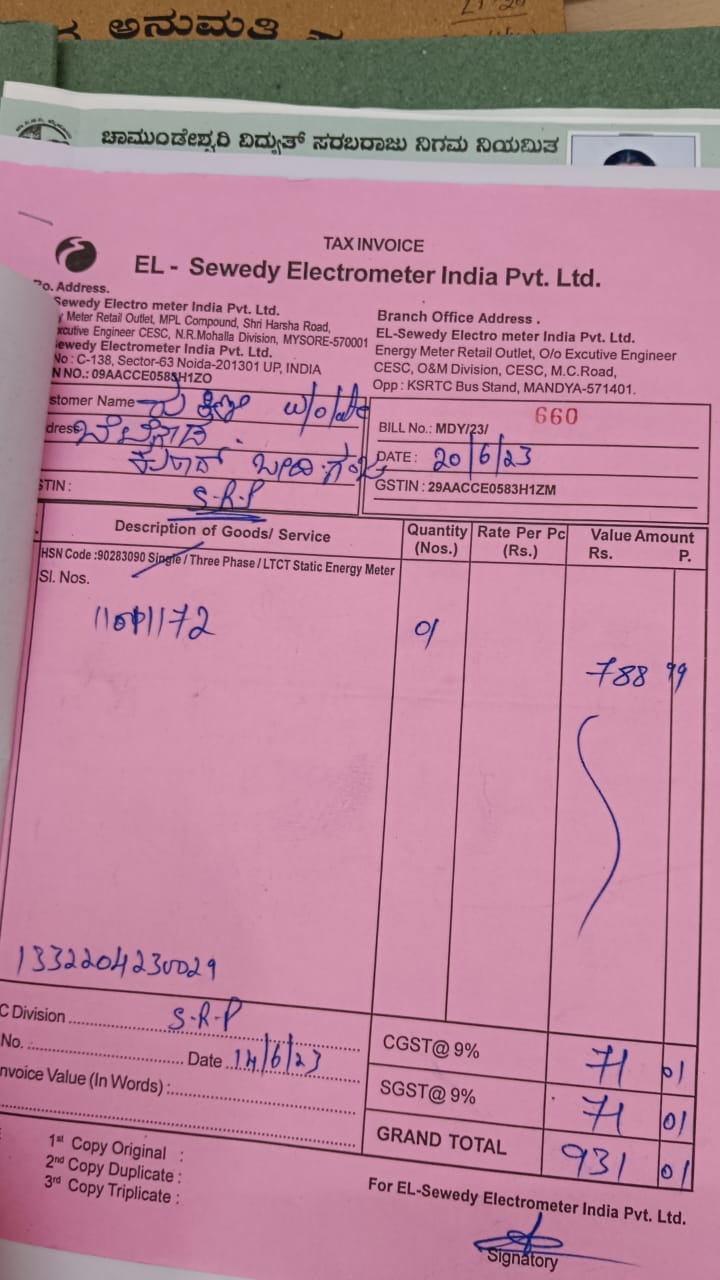 ಅನುಮತಿ
ಚಾಮುಂಡೇಶ್ವರಿ ವಿದ್ಯುತ್ ಸರಬರಾಜು ನಿಗಮ ನಿಯಮಿತ
TAX INVOICE
EL - Sewedy Electrometer India Pvt. Ltd.
o. Address.
Sewedy Electro meter India Pvt. Ltd.
Meter Retail Outlet, MPL Compound, Shri Harsha Road,
xcutive Engineer CESC, N.R.Mohalla Division, MYSORE-570001
ewedy Electrometer India Pvt. Ltd.
No : C-138, Sector-63 Noida-201301 UP, INDIA
N NO.: 09AACCE0583H1ZO
Branch Office Address .
EL-Sewedy Electro meter India Pvt. Ltd.
Energy Meter Retail Outlet, O/o Excutive Engineer
CESC, O&M Division, CESC, M.C.Road,
Opp : KSRTC Bus Stand, MANDYA-571401.
stomer Name w/o
dress
STIN :
S-R-P
BILL No.: MDY/23/ 660
DATE : 20/6/23
GSTIN : 29AACCE0583H1ZM
Description of Goods/ Service Quantity (Nos.) Rate Per Pc (Rs.) Value Amount Rs. P.
HSN Code :90283090 Single / Three Phase / LTCT Static Energy Meter
Sl. Nos.
01
788 99
1332204230029
C Division S-R-P
No. Date 14/6/23
nvoice Value (In Words) :
CGST@ 9% 71 01
SGST@ 9% 71 01
GRAND TOTAL 931 01
1st Copy Original :
2nd Copy Duplicate :
3rd Copy Triplicate :
For EL-Sewedy Electrometer India Pvt. Ltd.
Signatory